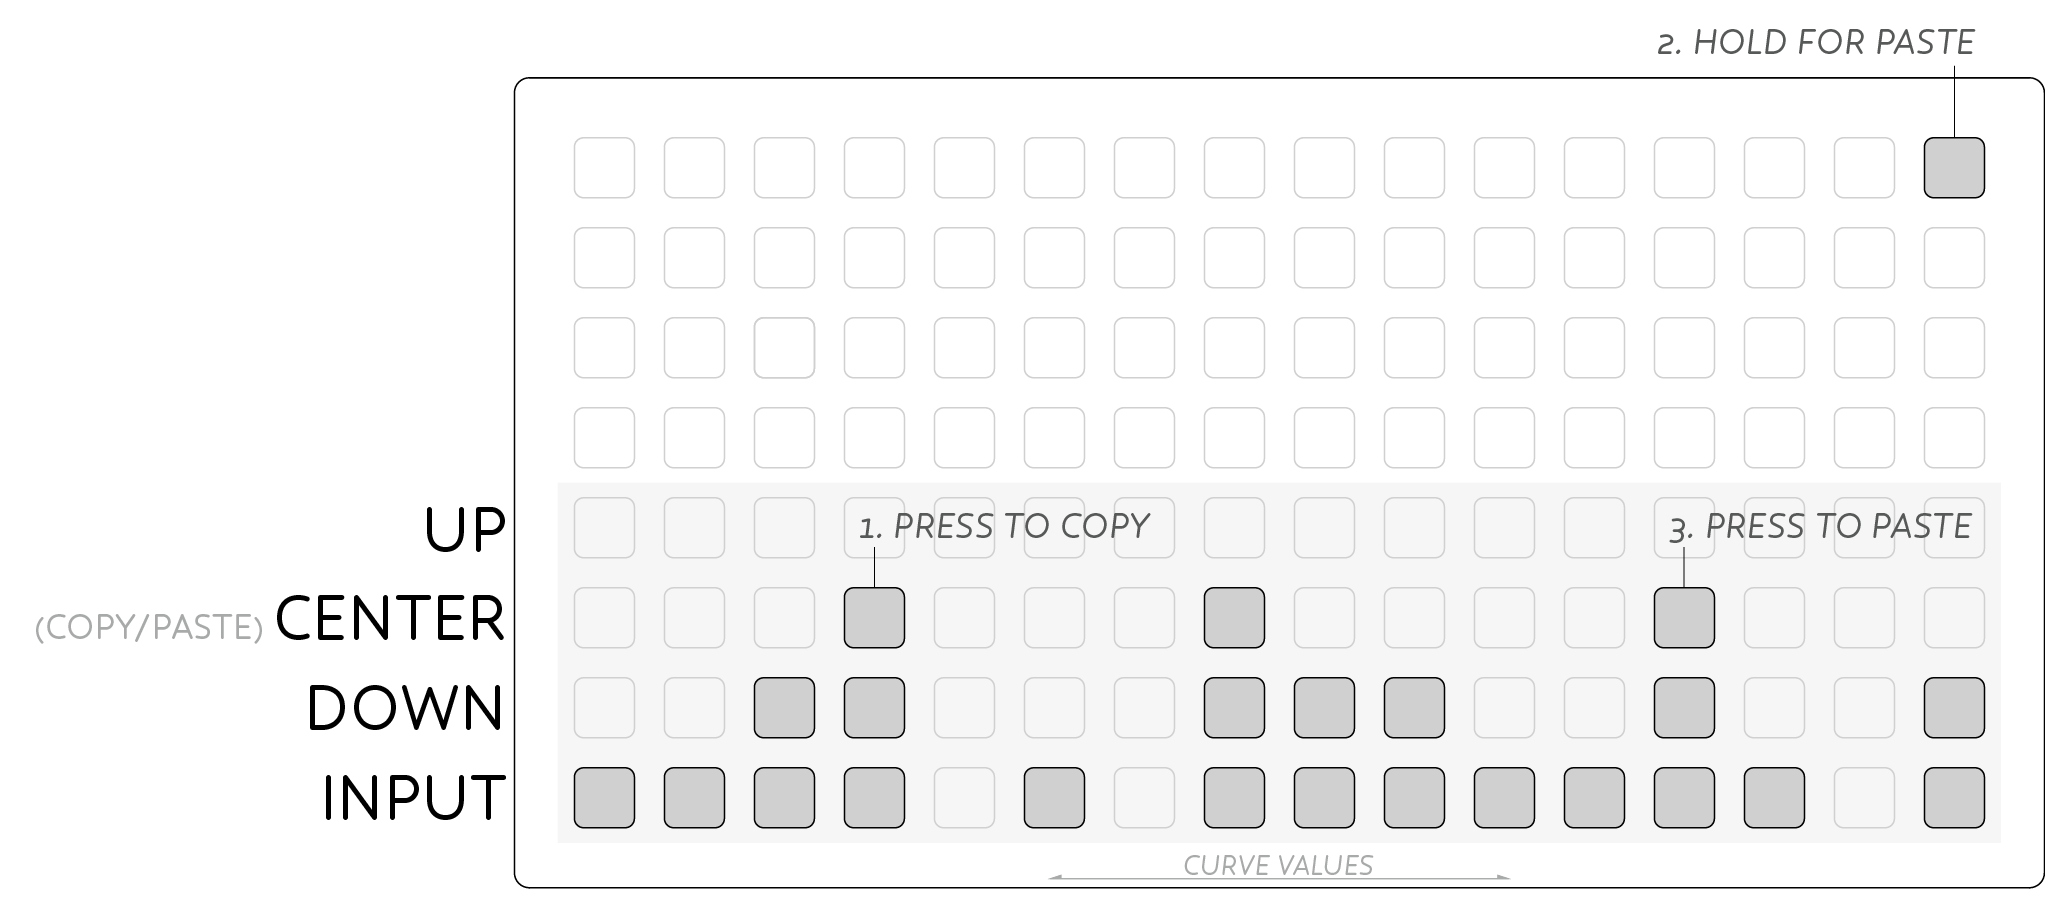 2. HOLD FOR PASTE
UP
1. PRESS TO COPY
3. PRESS TO PASTE
(COPY/PASTE) CENTER
DOWN
INPUT
CURVE VALUES